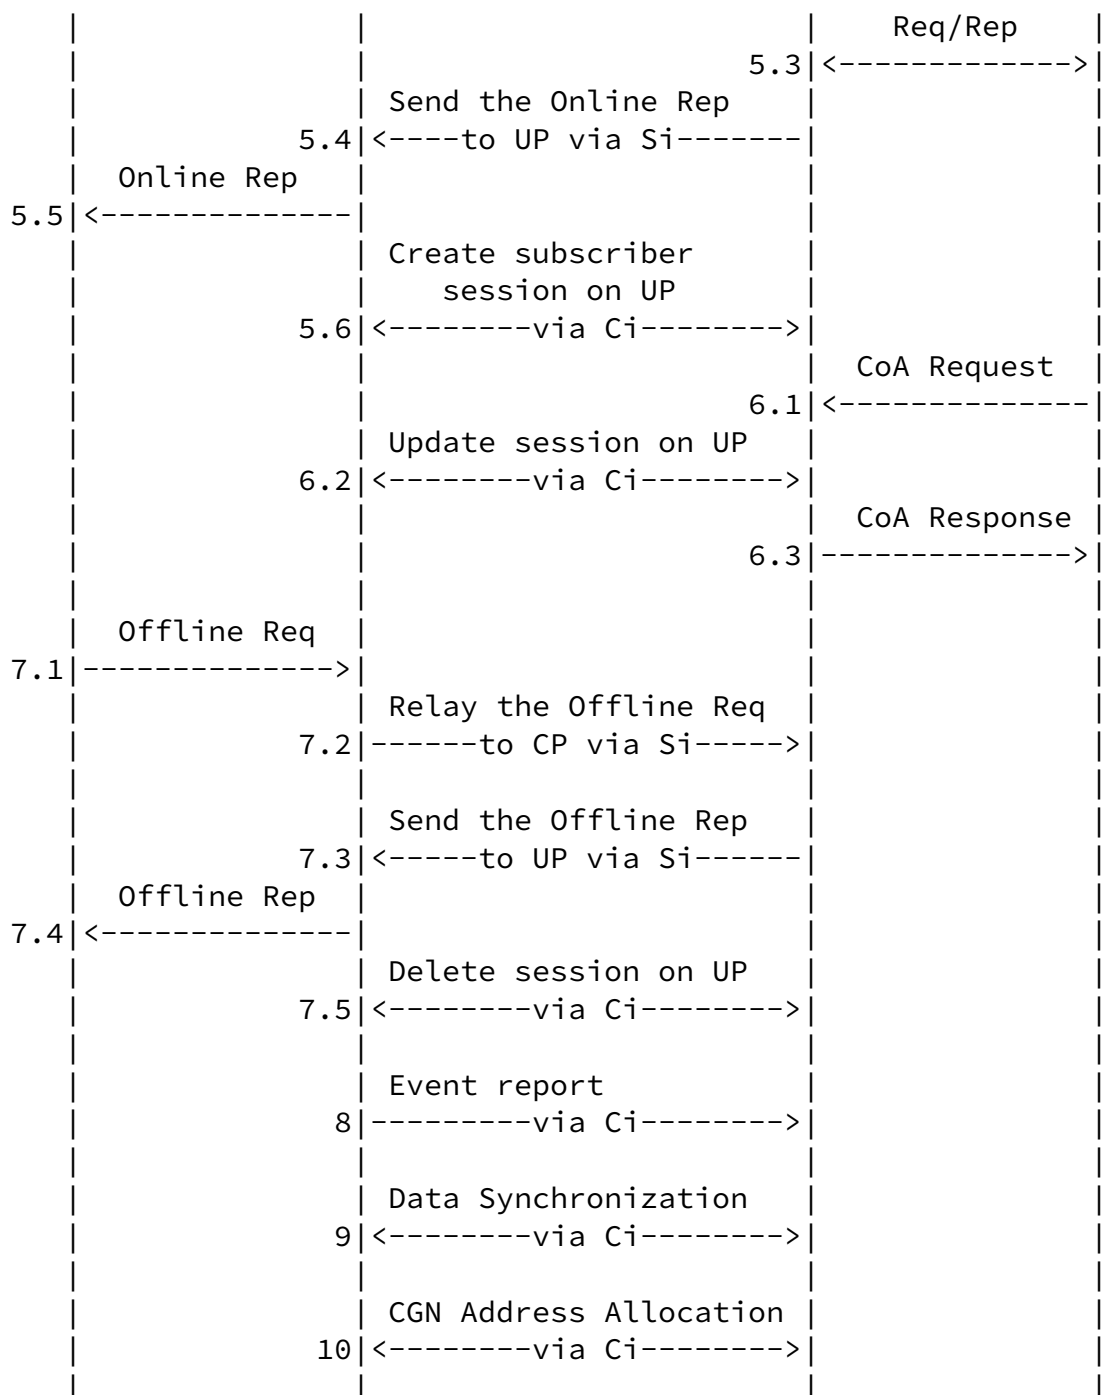 |               |                        |    Req/Rep    |
|               |                     5.3|<------------->|
|               | Send the Online Rep    |               |
|            5.4|<----to UP via Si-------|               |
|  Online Rep   |                        |               |
5.5|<--------------|                        |               |
|               | Create subscriber      |               |
|               |    session on UP       |               |
|            5.6|<--------via Ci-------->|               |
|               |                        |  CoA Request  |
|               |                     6.1|<--------------|
|               | Update session on UP   |               |
|            6.2|<--------via Ci-------->|               |
|               |                        |  CoA Response |
|               |                     6.3|-------------->|
|  Offline Req  |                        |               |
7.1|-------------->|                        |               |
|               | Relay the Offline Req  |               |
|            7.2|------to CP via Si----->|               |
|               | Send the Offline Rep   |               |
|            7.3|<-----to UP via Si------|               |
|  Offline Rep  |                        |               |
7.4|<--------------|                        |               |
|               | Delete session on UP   |               |
|            7.5|<--------via Ci-------->|               |
|               | Event report           |               |
|              8|---------via Ci-------->|               |
|               | Data Synchronization   |               |
|              9|<--------via Ci-------->|               |
|               | CGN Address Allocation |               |
|             10|<--------via Ci-------->|               |